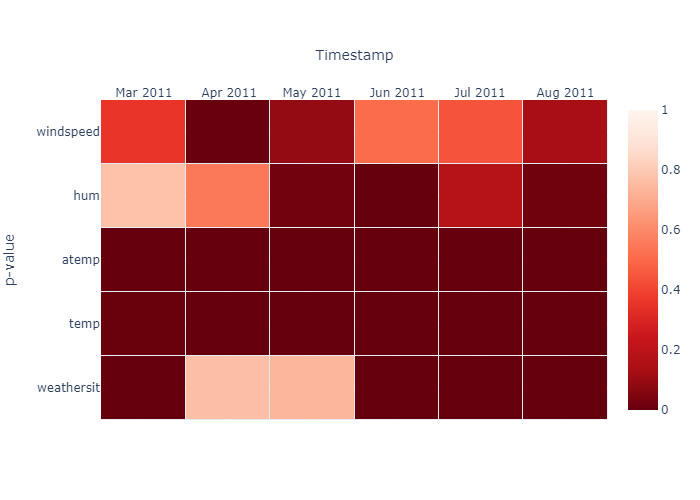 Timestamp
Mar 2011 Apr 2011 May 2011 Jun 2011 Jul 2011 Aug 2011
windspeed
hum
atemp
temp
weathersit
p-value
1
0.8
0.6
0.4
0.2
0